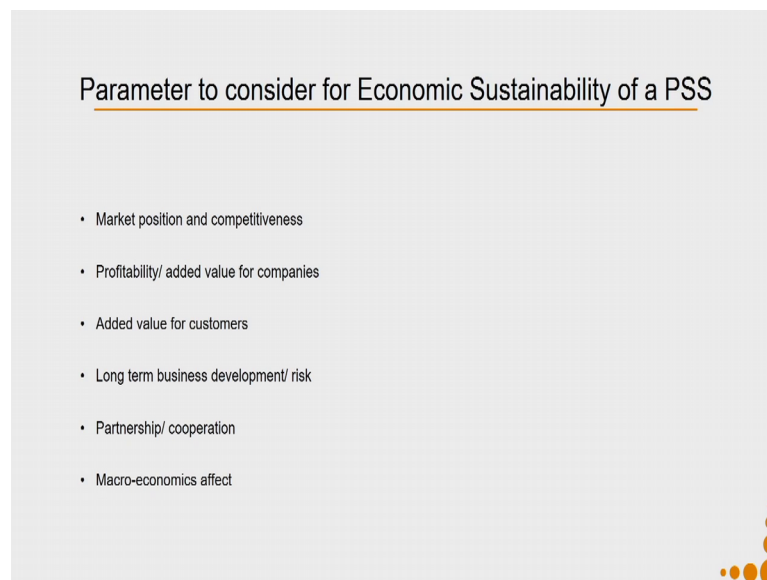 Parameter to consider for Economic Sustainability of a PSS
• Market position and competitiveness
• Profitability/ added value for companies
• Added value for customers
• Long term business development/ risk
• Partnership/ cooperation
• Macro-economics affect